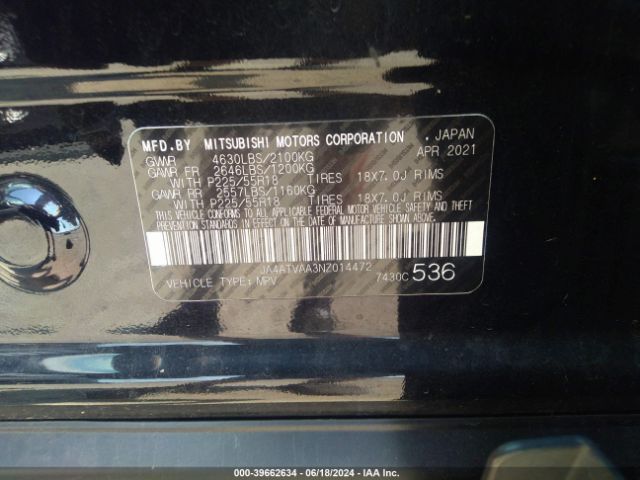 MFD.BY MITSUBISHI MOTORS CORPORATION . JAPAN
GVWR 4630LBS/2100KG APR 2021
GAWR FR 2646LBS/1200KG
WITH P225/55R18 TIRES 18X7.0J RIMS
GAWR RR 2557LBS/1160KG
WITH P225/55R18 TIRES 18X7.0J RIMS
THIS VEHICLE CONFORMS TO ALL APPLICABLE FEDERAL MOTOR VEHICLE SAFETY AND THEFT
PREVENTION STANDARDS IN EFFECT ON THE DATE OF MANUFACTURE SHOWN ABOVE.
JA4ATVAA3NZ014472
VEHICLE TYPE: MPV 7430C 536
000-39662634 / 06/18/2024 / IAA Inc.